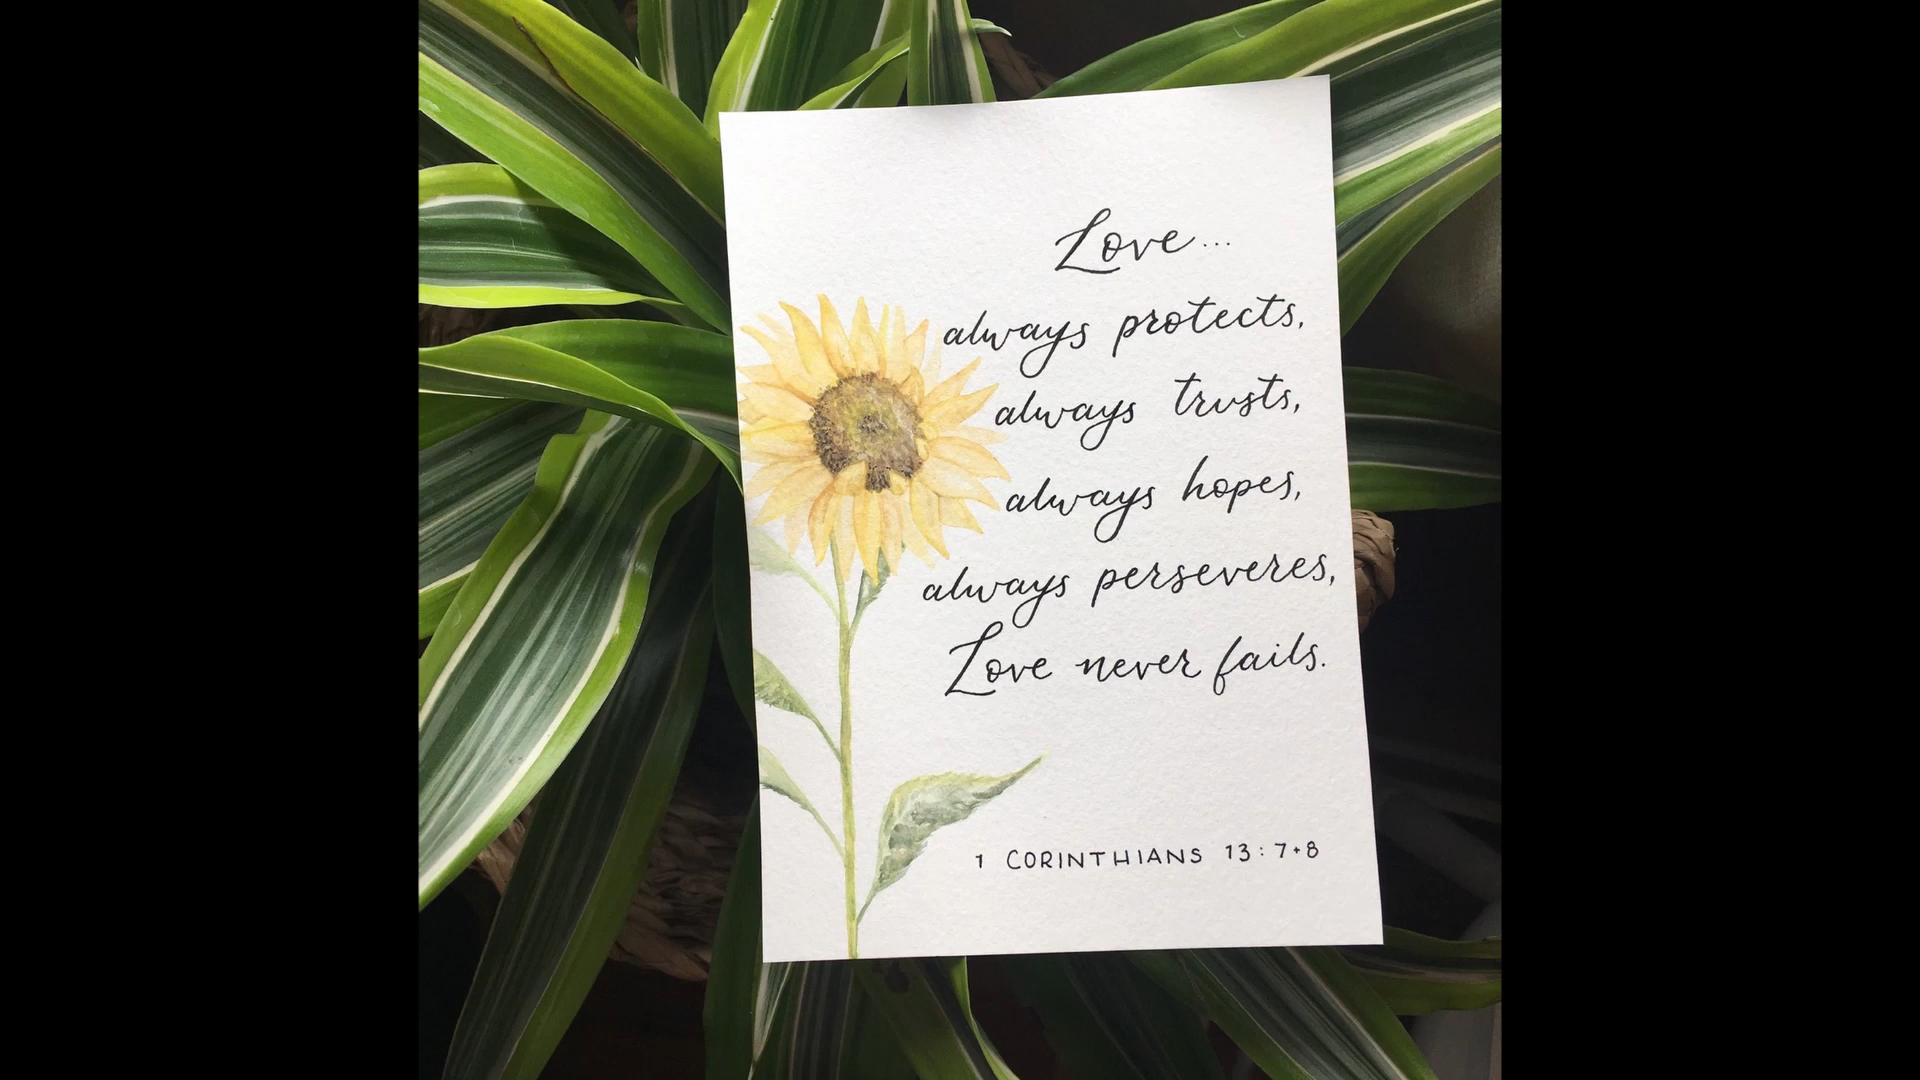 Love...
always protects,
always trusts,
always hopes,
always perseveres,
Love never fails.
1 CORINTHIANS 13:7+8